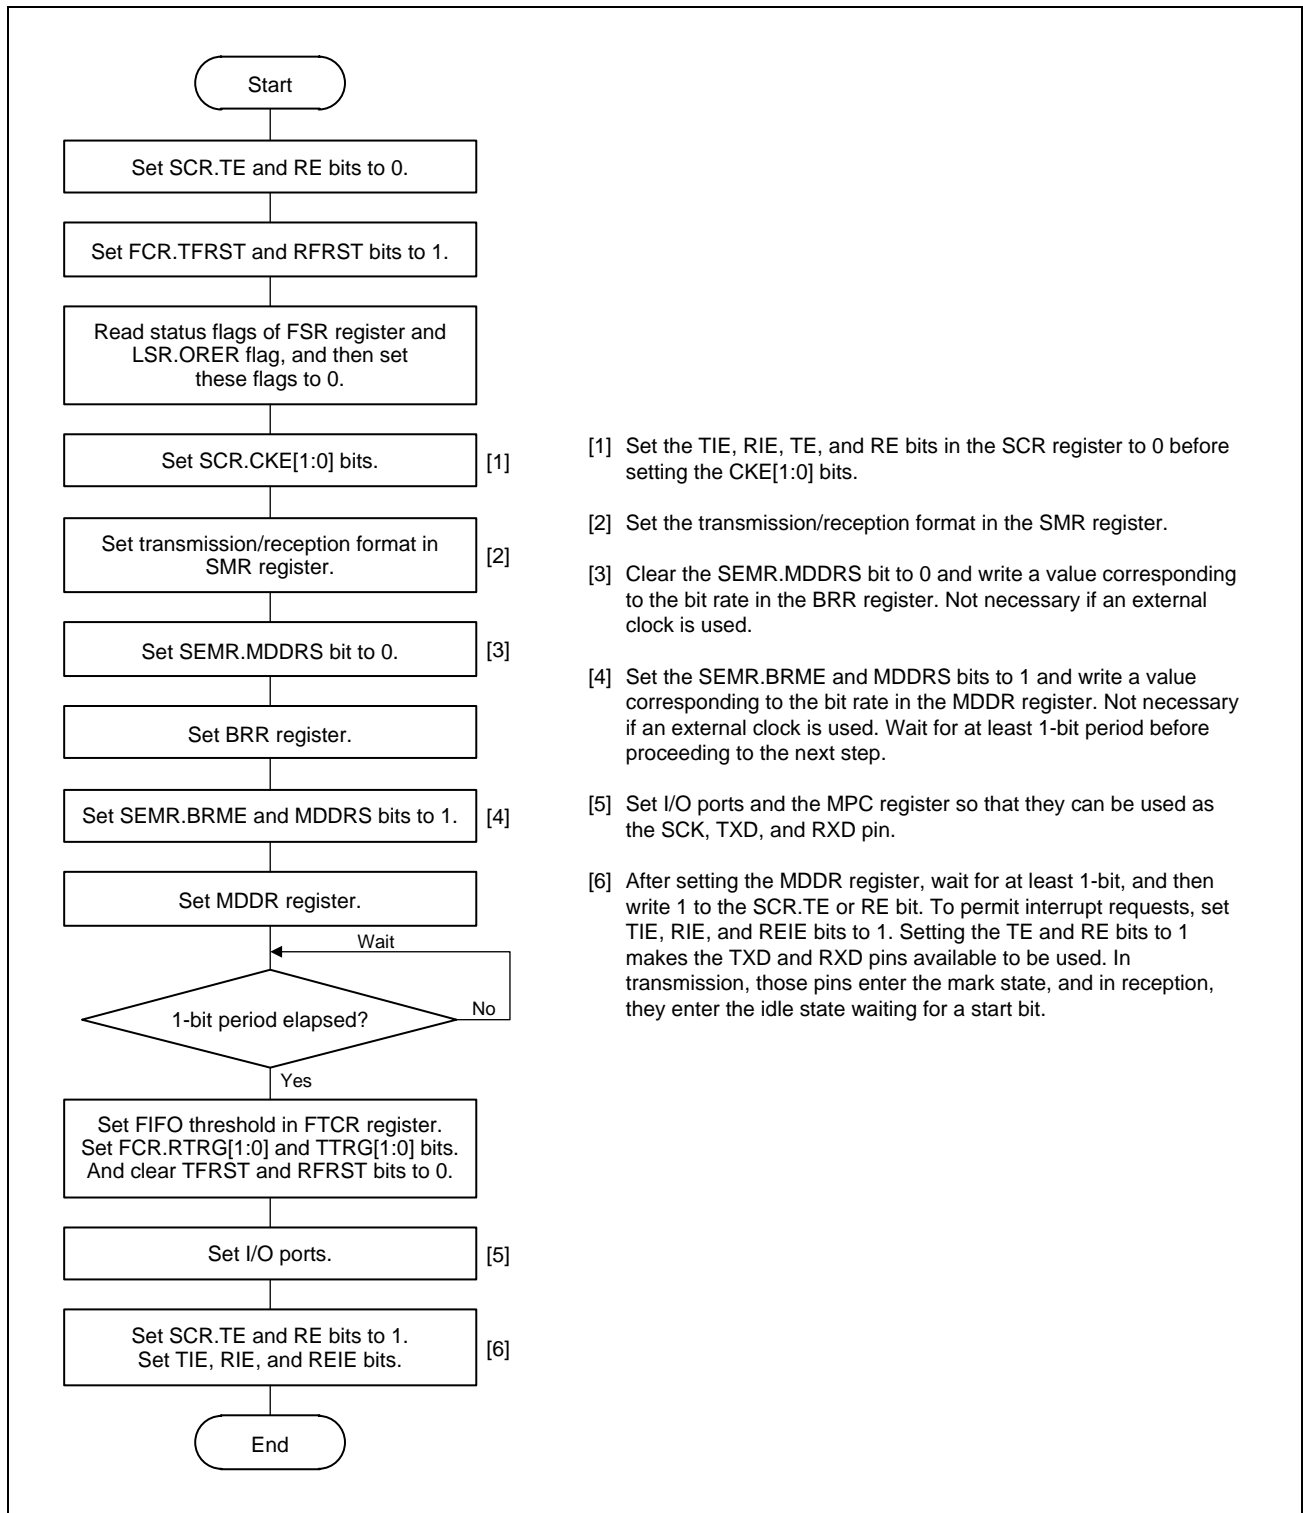 Start
Set SCR.TE and RE bits to 0.
Set FCR.TFRST and RFRST bits to 1.
Read status flags of FSR register and
LSR.ORER flag, and then set
these flags to 0.
Set SCR.CKE[1:0] bits.
[1]
Set transmission/reception format in
SMR register.
[2]
Set SEMR.MDDRS bit to 0.
[3]
Set BRR register.
Set SEMR.BRME and MDDRS bits to 1.
[4]
Set MDDR register.
Wait
1-bit period elapsed?
No
Yes
Set FIFO threshold in FTCR register.
Set FCR.RTRG[1:0] and TTRG[1:0] bits.
And clear TFRST and RFRST bits to 0.
Set I/O ports.
[5]
Set SCR.TE and RE bits to 1.
Set TIE, RIE, and REIE bits.
[6]
End
[1] Set the TIE, RIE, TE, and RE bits in the SCR register to 0 before
setting the CKE[1:0] bits.
[2] Set the transmission/reception format in the SMR register.
[3] Clear the SEMR.MDDRS bit to 0 and write a value corresponding
to the bit rate in the BRR register. Not necessary if an external
clock is used.
[4] Set the SEMR.BRME and MDDRS bits to 1 and write a value
corresponding to the bit rate in the MDDR register. Not necessary
if an external clock is used. Wait for at least 1-bit period before
proceeding to the next step.
[5] Set I/O ports and the MPC register so that they can be used as
the SCK, TXD, and RXD pin.
[6] After setting the MDDR register, wait for at least 1-bit, and then
write 1 to the SCR.TE or RE bit. To permit interrupt requests, set
TIE, RIE, and REIE bits to 1. Setting the TE and RE bits to 1
makes the TXD and RXD pins available to be used. In
transmission, those pins enter the mark state, and in reception,
they enter the idle state waiting for a start bit.